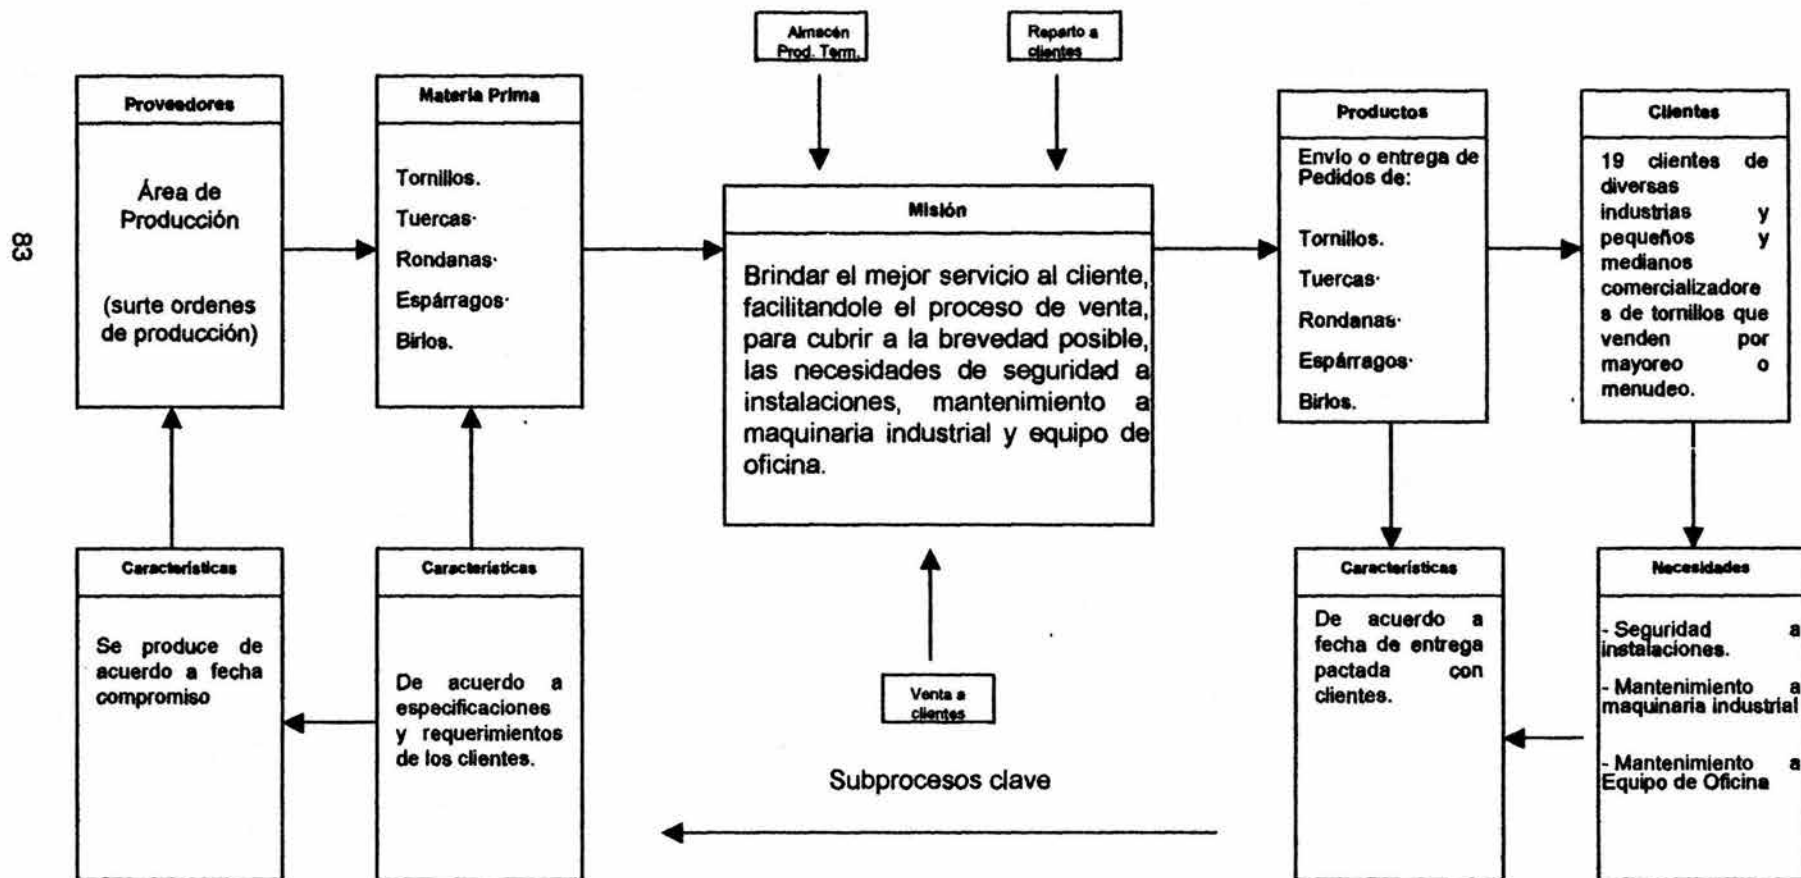 Almacén
Prod. Term.
Reparto a
clientes
Proveedores
Área de
Producción
(surte ordenes
de producción)
Materia Prima
Tornillos.
Tuercas·
Rondanas·
Espárragos·
Birlos.
Misión
Brindar el mejor servicio al cliente,
facilitandole el proceso de venta,
para cubrir a la brevedad posible,
las necesidades de seguridad a
instalaciones, mantenimiento a
maquinaria industrial y equipo de
oficina.
Productos
Envío o entrega de
Pedidos de:
Tornillos.
Tuercas·
Rondanas·
Espárragos·
Birlos.
Clientes
19 clientes de
diversas
industrias y
pequeños y
medianos
comercializadore
s de tornillos que
venden por
mayoreo o
menudeo.
83
Características
Se produce de
acuerdo a fecha
compromiso
Características
De acuerdo a
especificaciones
y requerimientos
de los clientes.
Venta a
clientes
Subprocesos clave
Características
De acuerdo a
fecha de entrega
pactada con
clientes.
Necesidades
- Seguridad a
instalaciones.
- Mantenimiento a
maquinaria industrial
- Mantenimiento a
Equipo de Oficina